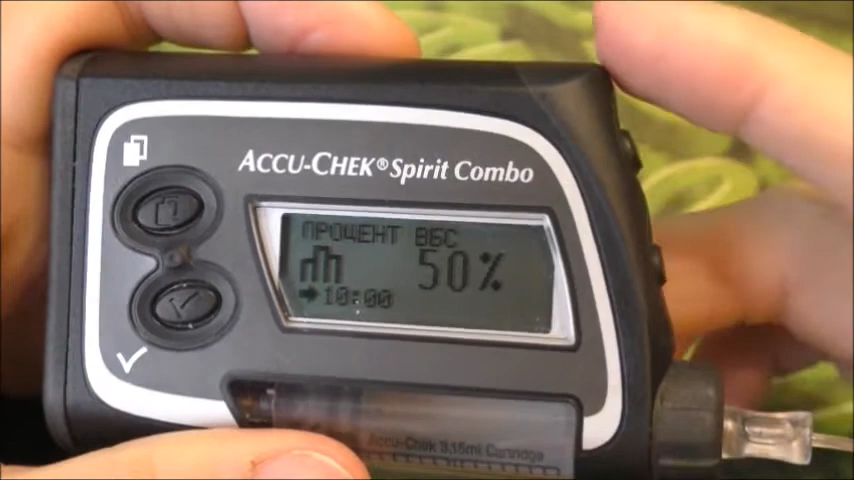 ACCU-CHEK® Spirit Combo
ПРОЦЕНТ ВБС
50%
10:00
Accu-Chek 3.15ml Cartridge